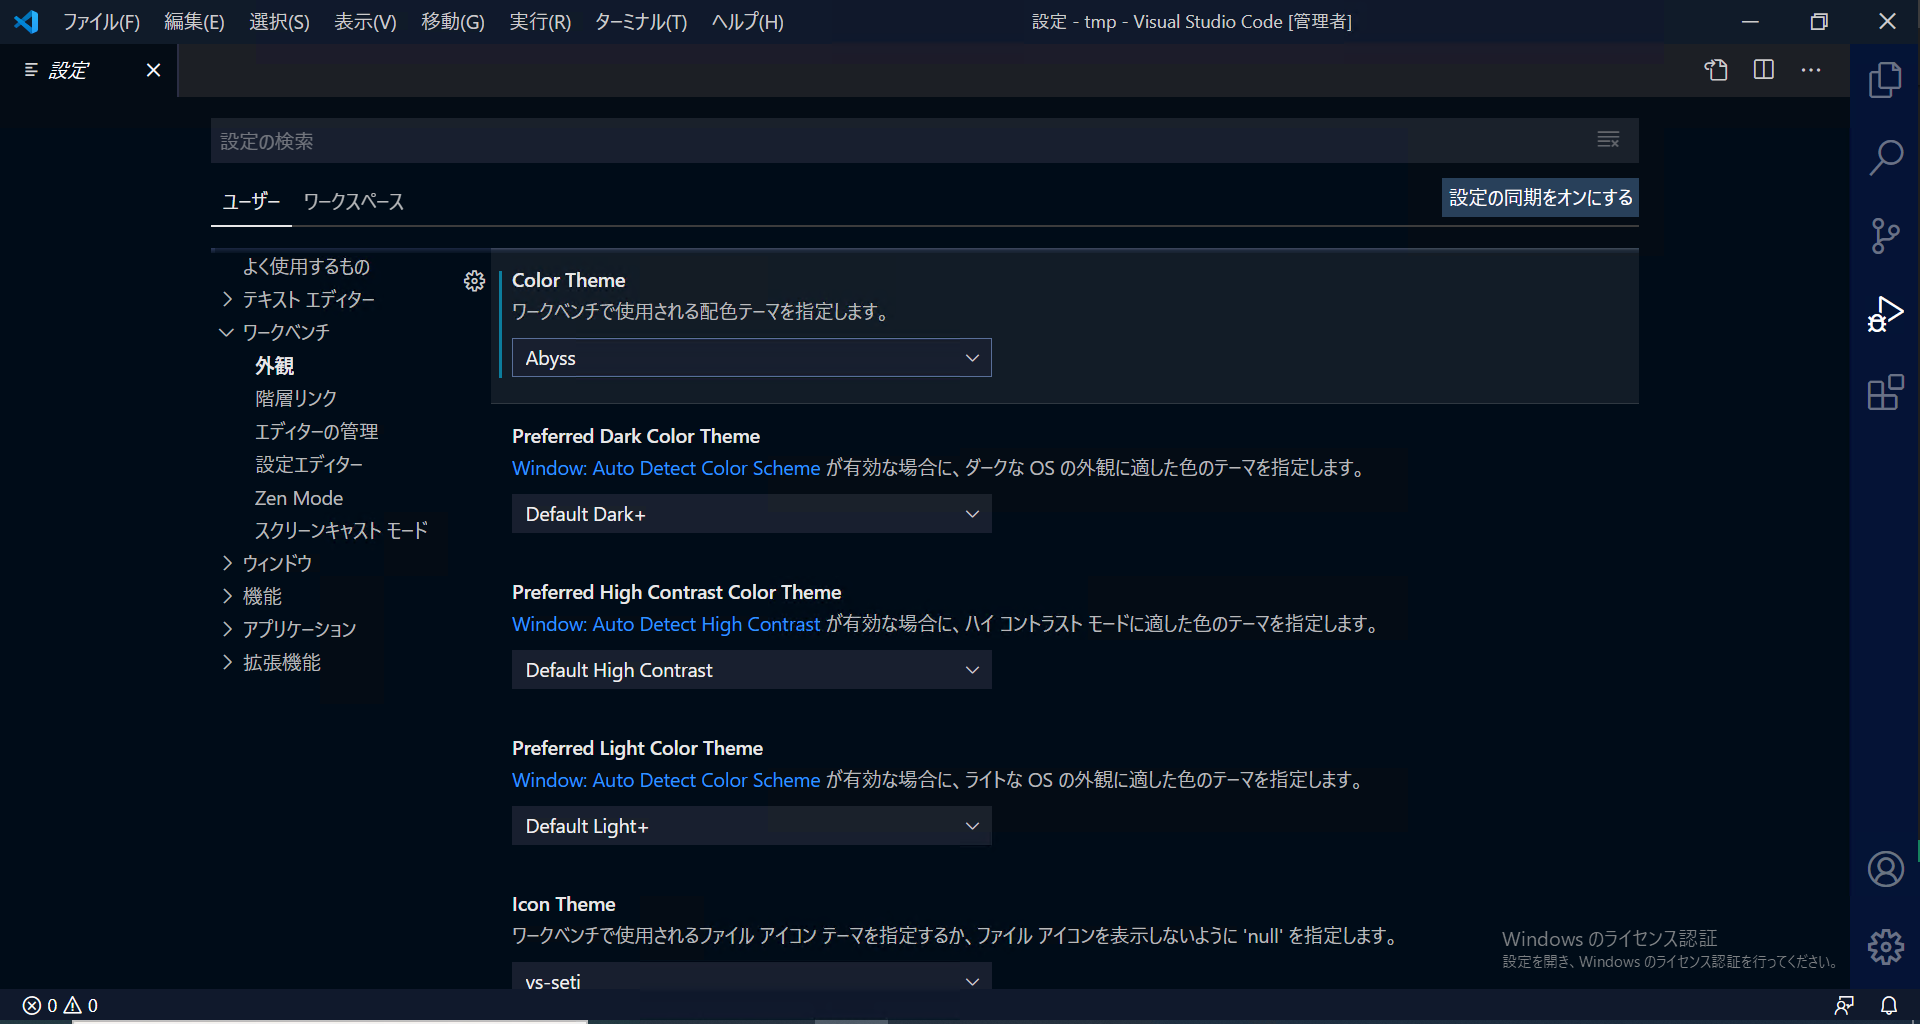 ファイル(F) 編集(E) 選択(S) 表示(V) 移動(G) 実行(R) ターミナル(T) ヘルプ(H) 設定 - tmp - Visual Studio Code [管理者]
設定
設定の検索
ユーザー ワークスペース 設定の同期をオンにする
よく使用するもの
テキスト エディター
ワークベンチ
外観
階層リンク
エディターの管理
設定エディター
Zen Mode
スクリーンキャスト モード
ウィンドウ
機能
アプリケーション
拡張機能
Color Theme
ワークベンチで使用される配色テーマを指定します。
Abyss
Preferred Dark Color Theme
Window: Auto Detect Color Scheme が有効な場合に、ダークな OS の外観に適した色のテーマを指定します。
Default Dark+
Preferred High Contrast Color Theme
Window: Auto Detect High Contrast が有効な場合に、ハイ コントラスト モードに適した色のテーマを指定します。
Default High Contrast
Preferred Light Color Theme
Window: Auto Detect Color Scheme が有効な場合に、ライトな OS の外観に適した色のテーマを指定します。
Default Light+
Icon Theme
ワークベンチで使用されるファイル アイコン テーマを指定するか、ファイル アイコンを表示しないように 'null' を指定します。
vs-seti
Windows のライセンス認証
設定を開き、Windows のライセンス認証を行ってください。
0 0